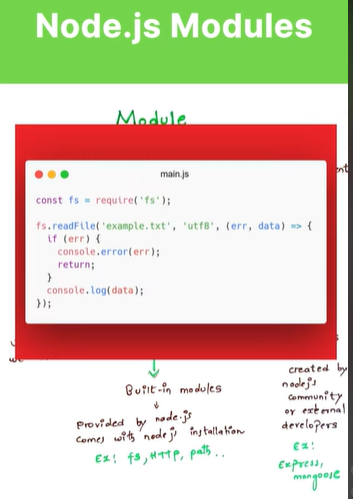 Node.js Modules
Module
main.js
const fs = require('fs');
fs.readFile('example.txt', 'utf8', (err, data) => {
if (err) {
console.error(err);
return;
}
console.log(data);
});
Built-in modules
Provided by node.js
comes with nodejs installation
Ex: fs, HTTP, path..
created by
nodejs
community
or external
developers
Ex:
Express,
mongoose